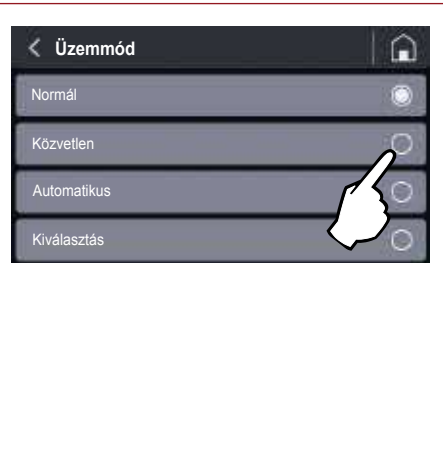 Üzemmód
Normál
Közvetlen
Automatikus
Kiválasztás